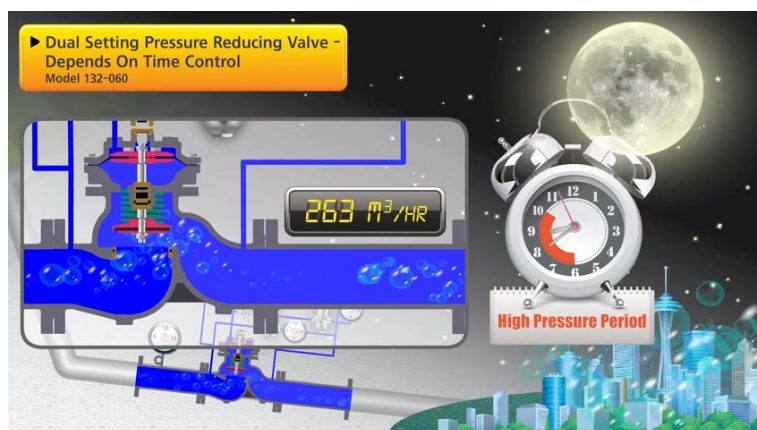 ▶ Dual Setting Pressure Reducing Valve -
Depends On Time Control
Model 132-060
263 m³/HR
11 12 1
10 2
9 3
8 4
7 6 5
High Pressure Period